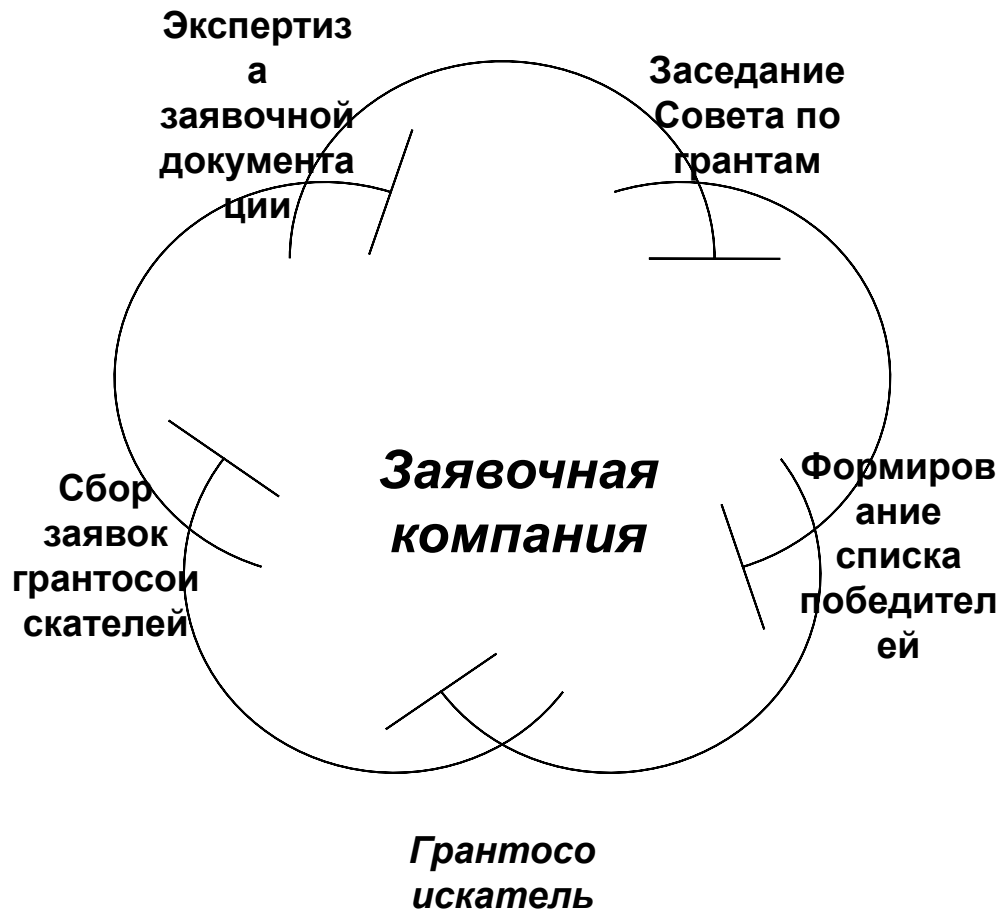 Экспертиз
а
заявочной
документа
ции
Заседание
Совета по
грантам
Заявочная
компания
Сбор
заявок
грантосои
скателей
Формиров
ание
списка
победител
ей
Грантосо
искатель